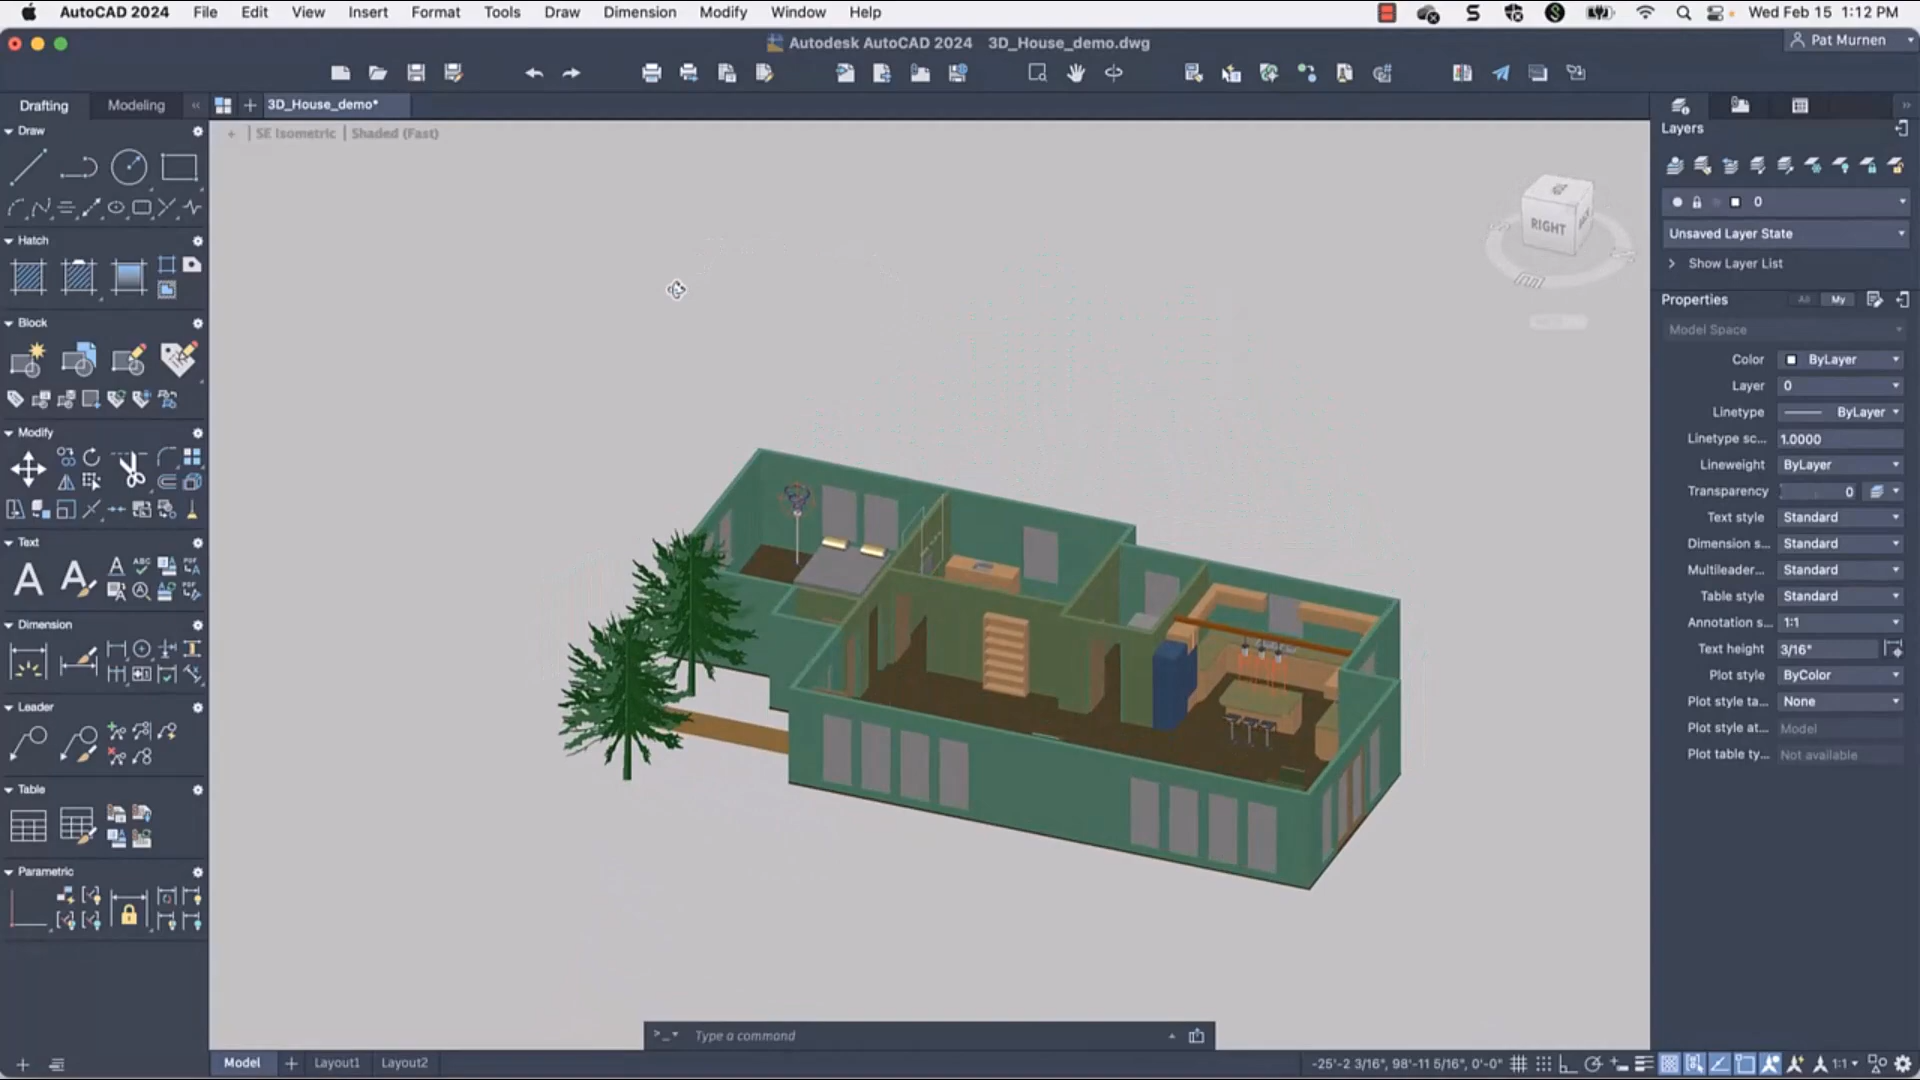 AutoCAD 2024 File Edit View Insert Format Tools Draw Dimension Modify Window Help Wed Feb 15 1:12 PM
Autodesk AutoCAD 2024 3D_House_demo.dwg
Pat Murnen
Drafting Modeling
3D_House_demo*
SE Isometric Shaded (Fast)
Draw
Hatch
Block
Modify
Text
Dimension
Leader
Table
Parametric
RIGHT
Layers
0
Unsaved Layer State
Show Layer List
Properties All My
Model Space
Color ByLayer
Layer 0
Linetype ByLayer
Linetype sc... 1.0000
Lineweight ByLayer
Transparency 0
Text style Standard
Dimension s... Standard
Multileader... Standard
Table style Standard
Annotation s... 1:1
Text height 3/16"
Plot style ByColor
Plot style ta... None
Plot style at... Model
Plot table ty... Not available
>_ Type a command
Model Layout1 Layout2
-25'-2 3/16", 98'-11 5/16", 0'-0" 1:1